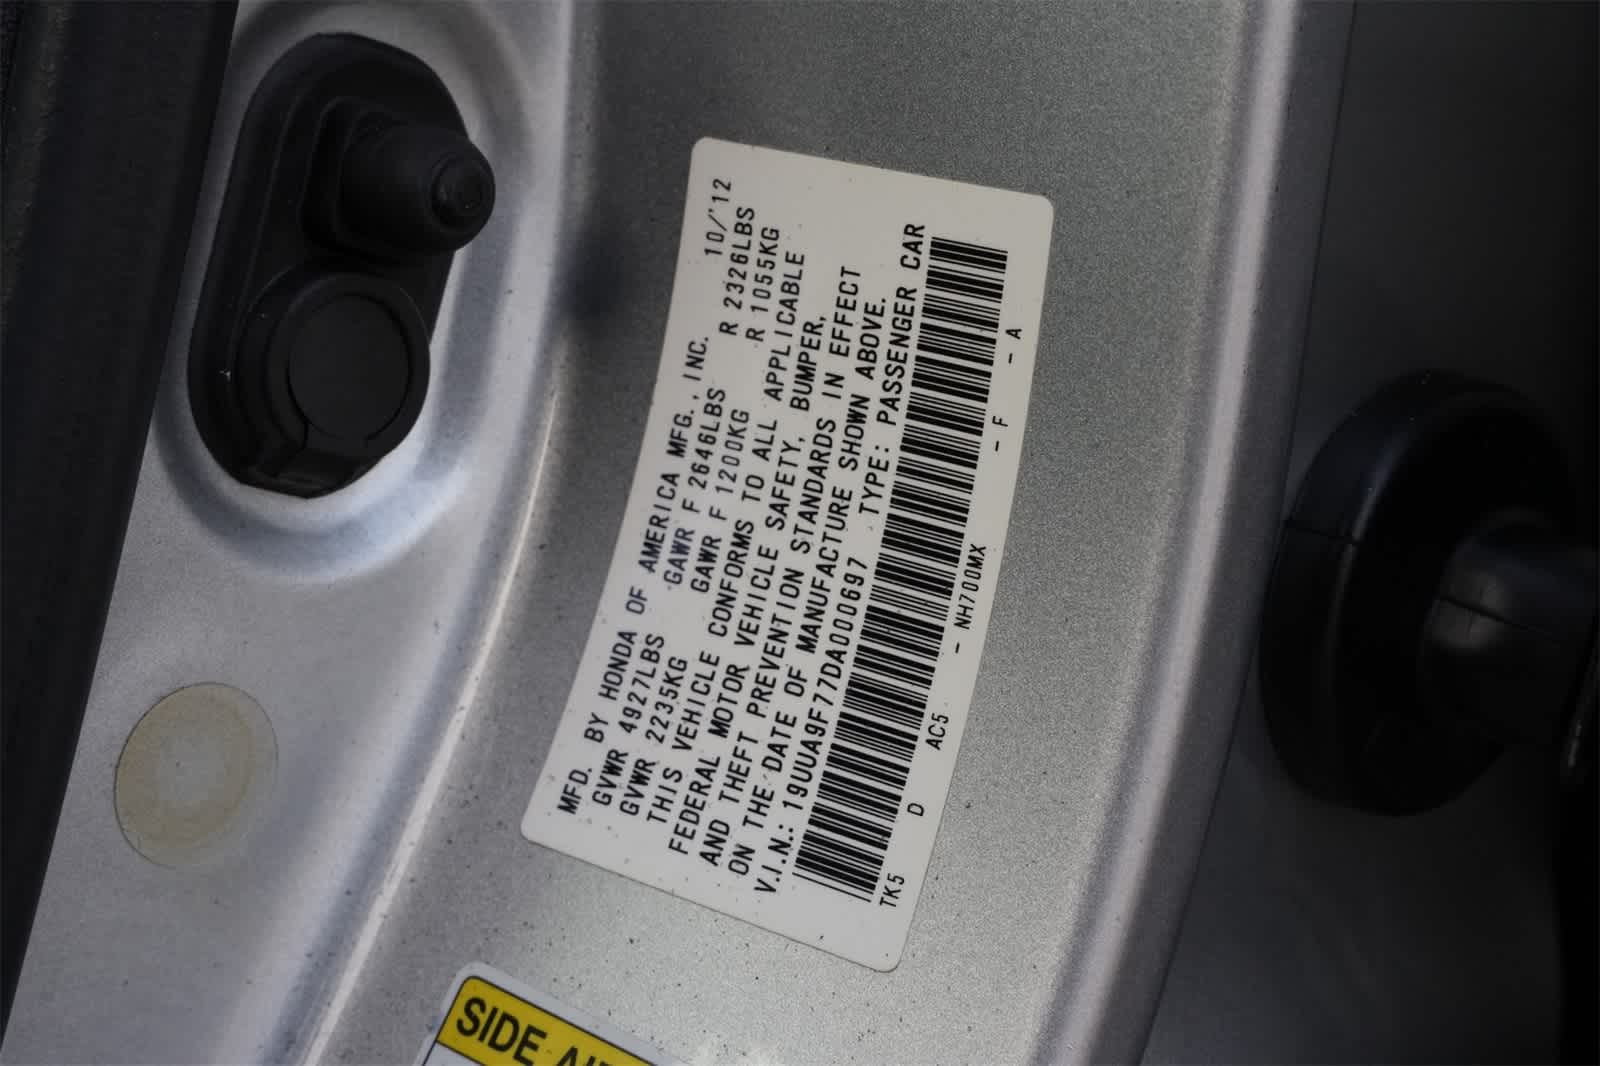 MFD. BY HONDA OF AMERICA MFG., INC. 10/'12
GVWR 4927LBS GAWR F 2646LBS R 2326LBS
GVWR 2235KG GAWR F 1200KG R 1055KG
THIS VEHICLE CONFORMS TO ALL APPLICABLE
FEDERAL MOTOR VEHICLE SAFETY, BUMPER,
AND THEFT PREVENTION STANDARDS IN EFFECT
ON THE DATE OF MANUFACTURE SHOWN ABOVE.
V.I.N.: 19UUA9F77DA000697 TYPE: PASSENGER CAR
TK5 D AC5 - NH700MX - F - A
SIDE